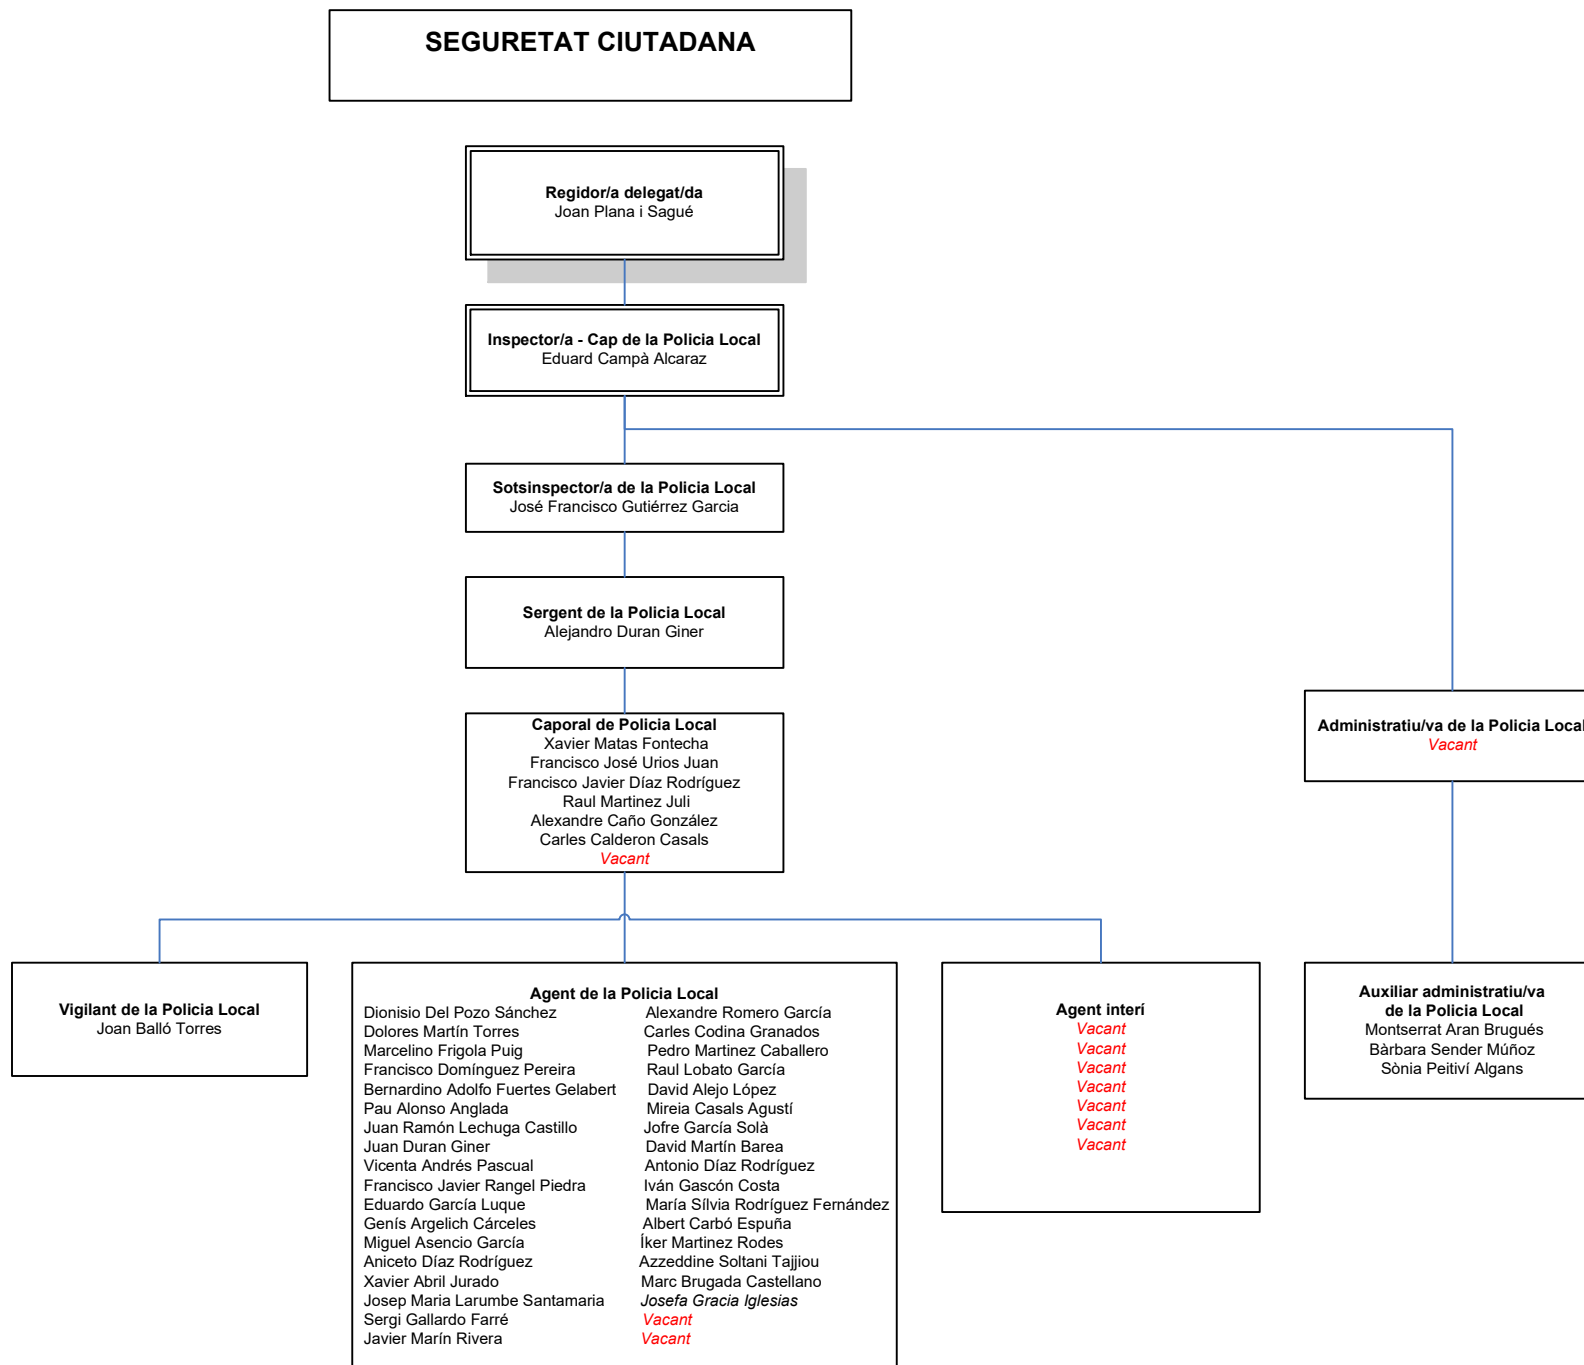 SEGURETAT CIUTADANA
Regidor/a delegat/da
Joan Plana i Sagué
Inspector/a - Cap de la Policia Local
Eduard Campà Alcaraz
Sotsinspector/a de la Policia Local
José Francisco Gutiérrez Garcia
Sergent de la Policia Local
Alejandro Duran Giner
Caporal de Policia Local
Xavier Matas Fontecha
Francisco José Urios Juan
Francisco Javier Díaz Rodríguez
Raul Martinez Juli
Alexandre Caño González
Carles Calderon Casals
Vacant
Administratiu/va de la Policia Local
Vacant
Vigilant de la Policia Local
Joan Balló Torres
Agent de la Policia Local
Dionisio Del Pozo Sánchez Alexandre Romero García
Dolores Martín Torres Carles Codina Granados
Marcelino Frigola Puig Pedro Martinez Caballero
Francisco Domínguez Pereira Raul Lobato García
Bernardino Adolfo Fuertes Gelabert David Alejo López
Pau Alonso Anglada Mireia Casals Agustí
Juan Ramón Lechuga Castillo Jofre García Solà
Juan Duran Giner David Martín Barea
Vicenta Andrés Pascual Antonio Díaz Rodríguez
Francisco Javier Rangel Piedra Iván Gascón Costa
Eduardo García Luque María Sílvia Rodríguez Fernández
Genís Argelich Cárceles Albert Carbó Espuña
Miguel Asencio García Íker Martinez Rodes
Aniceto Díaz Rodríguez Azzeddine Soltani Tajjiou
Xavier Abril Jurado Marc Brugada Castellano
Josep Maria Larumbe Santamaria Josefa Gracia Iglesias
Sergi Gallardo Farré Vacant
Javier Marín Rivera Vacant
Agent interí
Vacant
Vacant
Vacant
Vacant
Vacant
Vacant
Vacant
Auxiliar administratiu/va
de la Policia Local
Montserrat Aran Brugués
Bàrbara Sender Múñoz
Sònia Peitiví Algans